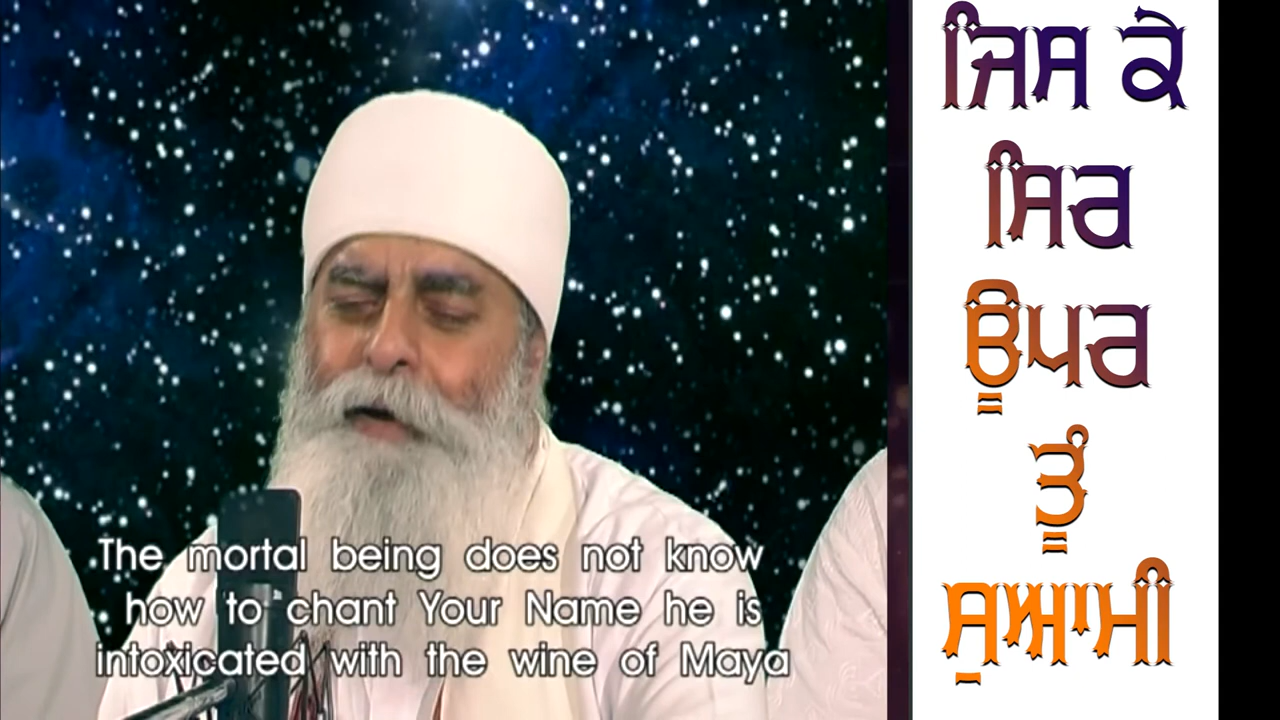 The mortal being does not know
how to chant Your Name he is
intoxicated with the wine of Maya
ਜਿਸ ਕੇ
ਸਿਰ
ਊਪਰ
ਤੂੰ
ਸੁਆਮੀ